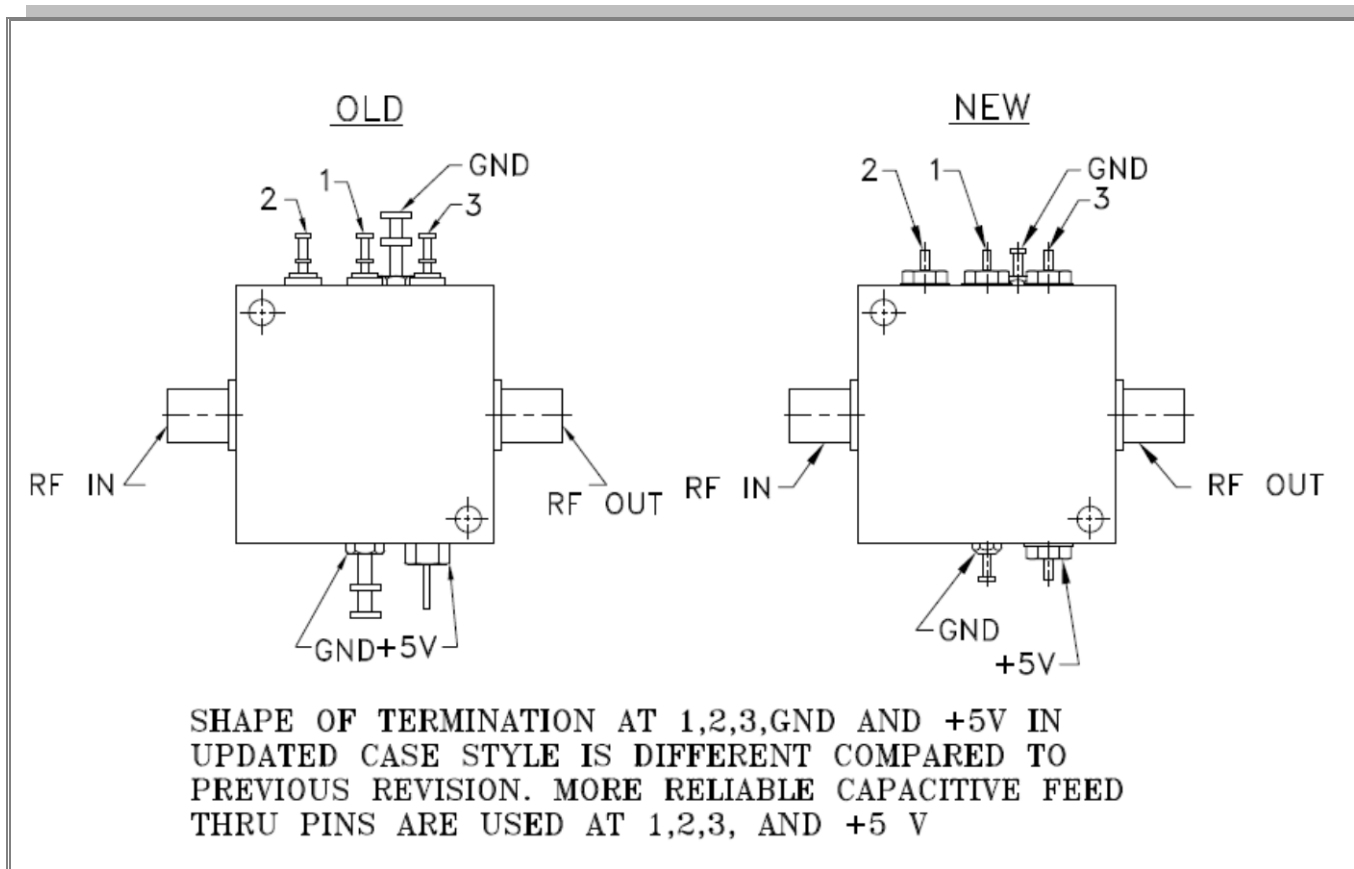 OLD
NEW
2
1
GND
3
2
1
GND
3
RF IN
RF OUT
RF IN
RF OUT
GND
+5V
GND
+5V
SHAPE OF TERMINATION AT 1,2,3,GND AND +5V IN
UPDATED CASE STYLE IS DIFFERENT COMPARED TO
PREVIOUS REVISION. MORE RELIABLE CAPACITIVE FEED
THRU PINS ARE USED AT 1,2,3, AND +5 V